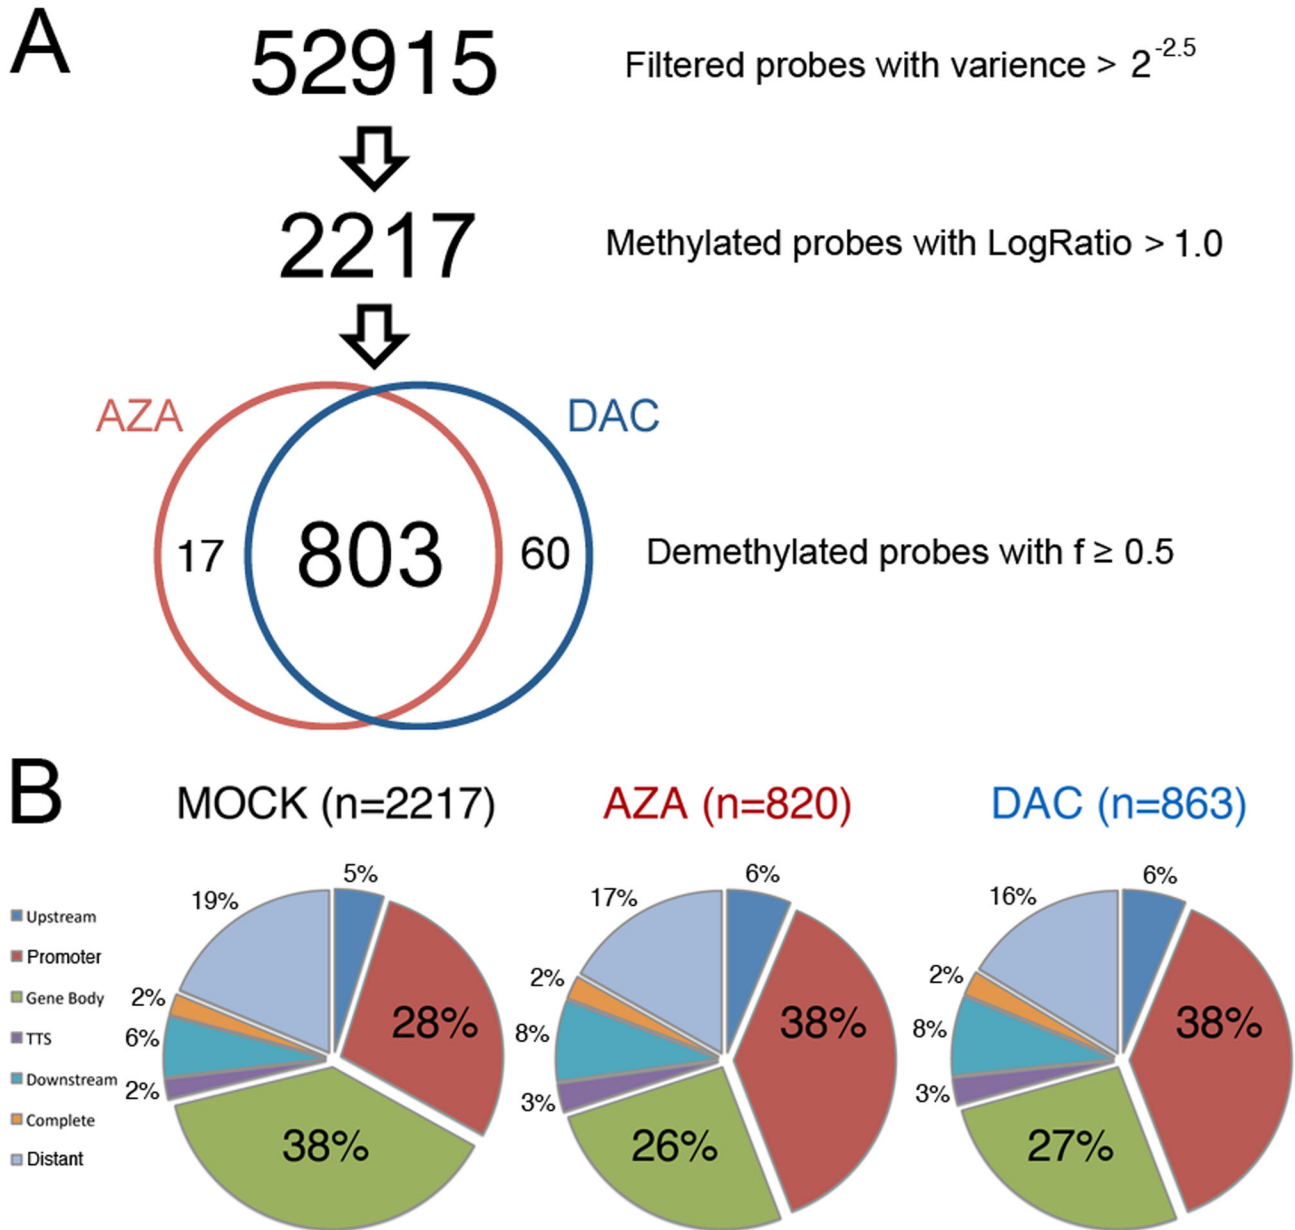 A
52915
Filtered probes with varience > 2^-2.5
2217
Methylated probes with LogRatio > 1.0
AZA
DAC
17
803
60
Demethylated probes with f ≥ 0.5
B
MOCK (n=2217)
AZA (n=820)
DAC (n=863)
Upstream
Promoter
Gene Body
TTS
Downstream
Complete
Distant
5%
19%
28%
2%
6%
2%
38%
6%
17%
38%
2%
8%
3%
26%
6%
16%
38%
2%
8%
3%
27%